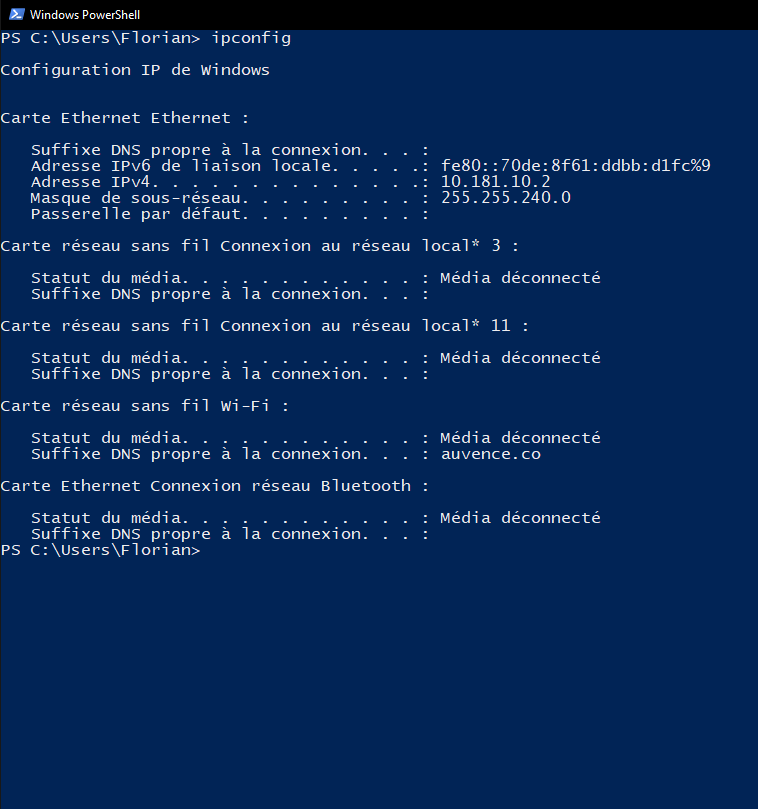 Windows PowerShell
PS C:\Users\Florian> ipconfig
Configuration IP de Windows
Carte Ethernet Ethernet :
Suffixe DNS propre à la connexion. . . :
Adresse IPv6 de liaison locale. . . . .: fe80::70de:8f61:ddbb:d1fc%9
Adresse IPv4. . . . . . . . . . . . . .: 10.181.10.2
Masque de sous-réseau. . . . . . . . . : 255.255.240.0
Passerelle par défaut. . . . . . . . . :
Carte réseau sans fil Connexion au réseau local* 3 :
Statut du média. . . . . . . . . . . . : Média déconnecté
Suffixe DNS propre à la connexion. . . :
Carte réseau sans fil Connexion au réseau local* 11 :
Statut du média. . . . . . . . . . . . : Média déconnecté
Suffixe DNS propre à la connexion. . . :
Carte réseau sans fil Wi-Fi :
Statut du média. . . . . . . . . . . . : Média déconnecté
Suffixe DNS propre à la connexion. . . : auvence.co
Carte Ethernet Connexion réseau Bluetooth :
Statut du média. . . . . . . . . . . . : Média déconnecté
Suffixe DNS propre à la connexion. . . :
PS C:\Users\Florian>